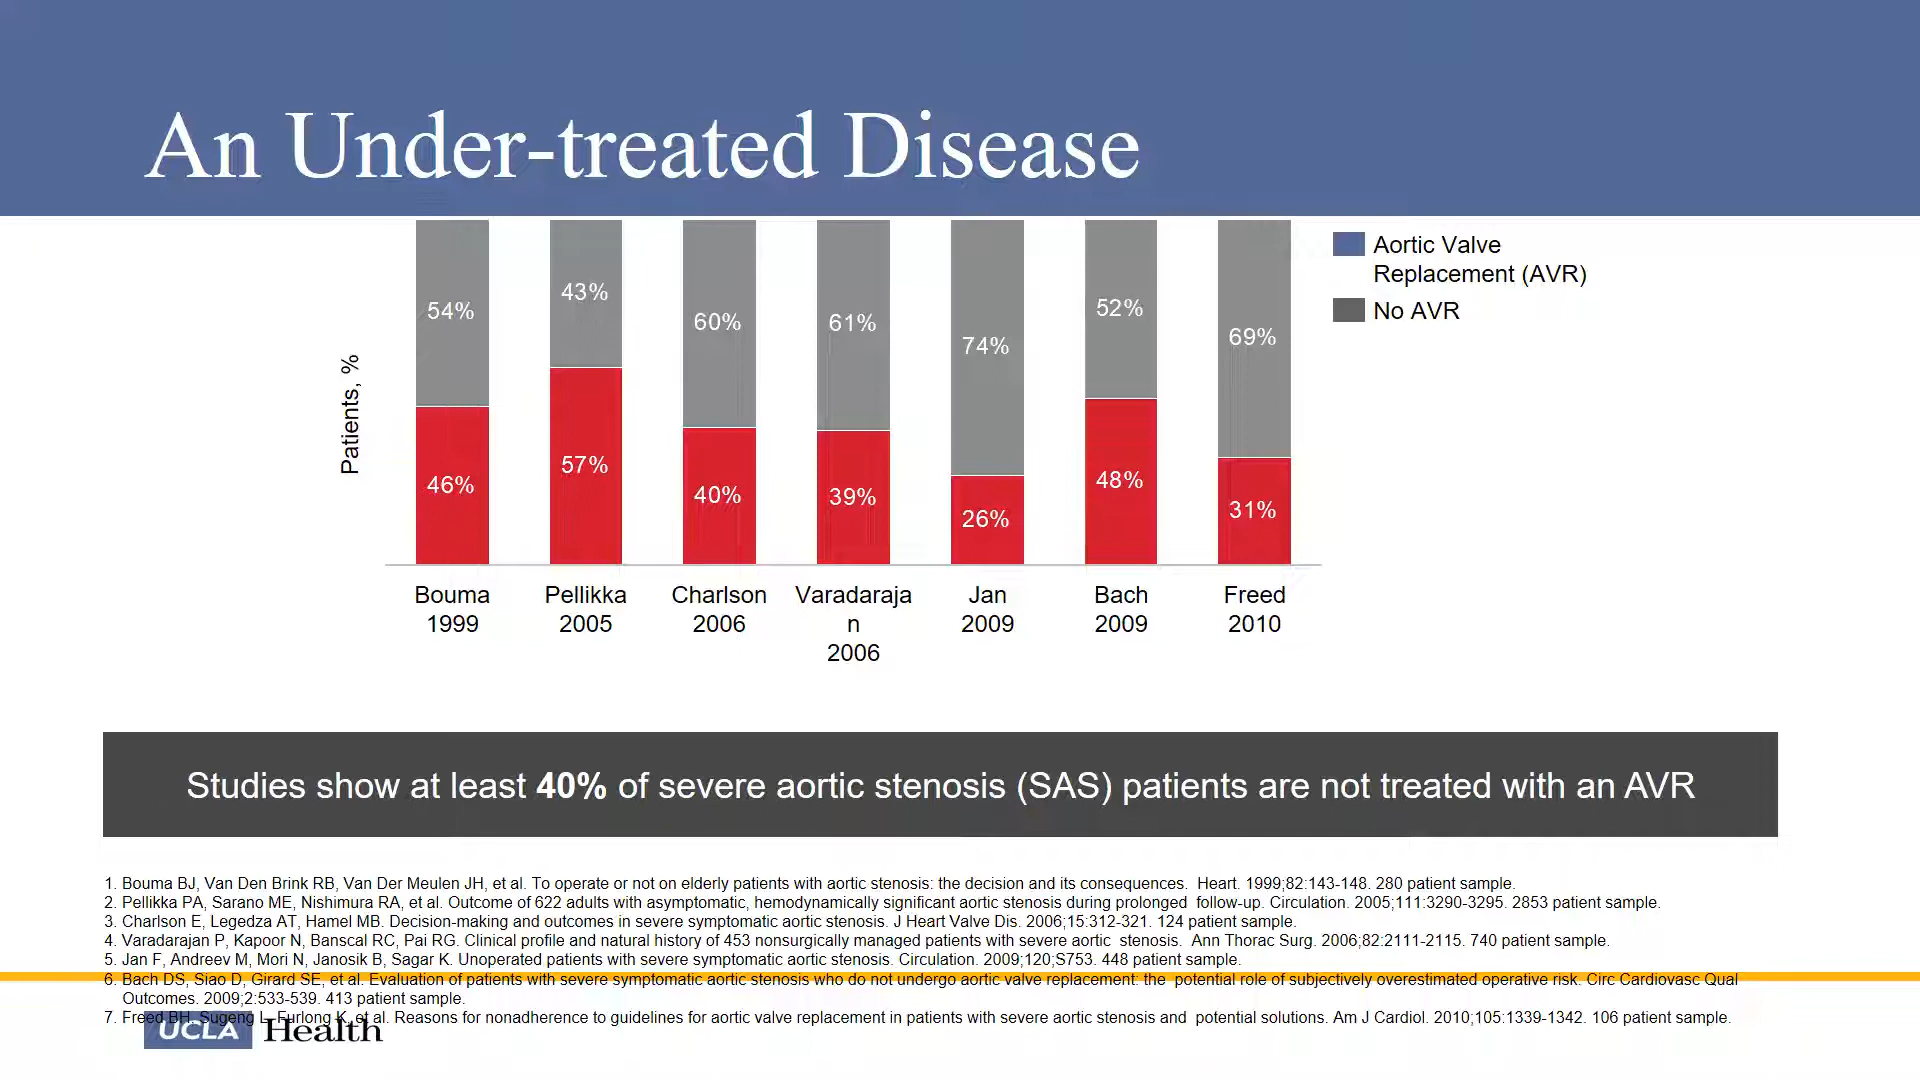 An Under-treated Disease
Aortic Valve
Replacement (AVR)
No AVR
Patients, %
54%
43%
60%
61%
74%
52%
69%
46%
57%
40%
39%
26%
48%
31%
Bouma
1999
Pellikka
2005
Charlson
2006
Varadaraja
n
2006
Jan
2009
Bach
2009
Freed
2010
Studies show at least 40% of severe aortic stenosis (SAS) patients are not treated with an AVR
1. Bouma BJ, Van Den Brink RB, Van Der Meulen JH, et al. To operate or not on elderly patients with aortic stenosis: the decision and its consequences. Heart. 1999;82:143-148. 280 patient sample.
2. Pellikka PA, Sarano ME, Nishimura RA, et al. Outcome of 622 adults with asymptomatic, hemodynamically significant aortic stenosis during prolonged follow-up. Circulation. 2005;111:3290-3295. 2853 patient sample.
3. Charlson E, Legedza AT, Hamel MB. Decision-making and outcomes in severe symptomatic aortic stenosis. J Heart Valve Dis. 2006;15:312-321. 124 patient sample.
4. Varadarajan P, Kapoor N, Banscal RC, Pai RG. Clinical profile and natural history of 453 nonsurgically managed patients with severe aortic stenosis. Ann Thorac Surg. 2006;82:2111-2115. 740 patient sample.
5. Jan F, Andreev M, Mori N, Janosik B, Sagar K. Unoperated patients with severe symptomatic aortic stenosis. Circulation. 2009;120;S753. 448 patient sample.
6. Bach DS, Siao D, Girard SE, et al. Evaluation of patients with severe symptomatic aortic stenosis who do not undergo aortic valve replacement: the potential role of subjectively overestimated operative risk. Circ Cardiovasc Qual
Outcomes. 2009;2:533-539. 413 patient sample.
7. Freed BH, Sugeng L, Furlong K, et al. Reasons for nonadherence to guidelines for aortic valve replacement in patients with severe aortic stenosis and potential solutions. Am J Cardiol. 2010;105:1339-1342. 106 patient sample.
UCLA Health